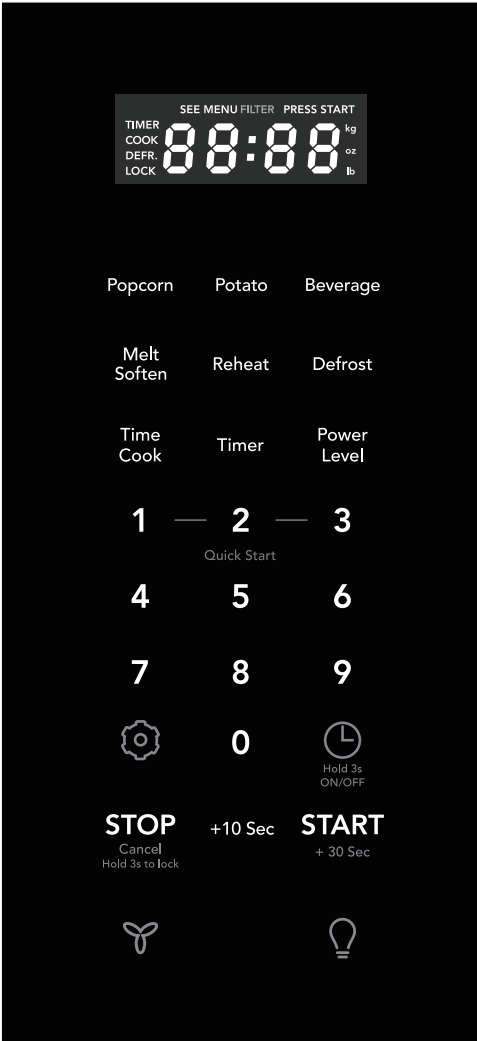 SEE MENU FILTER PRESS START
TIMER
COOK
DEFR.
LOCK
88:88
kg
oz
lb
Popcorn Potato Beverage
Melt
Soften
Reheat
Defrost
Time
Cook
Timer
Power
Level
1 — 2 — 3
Quick Start
4 5 6
7 8 9
0
Hold 3s
ON/OFF
STOP
Cancel
Hold 3s to lock
+10 Sec
START
+ 30 Sec